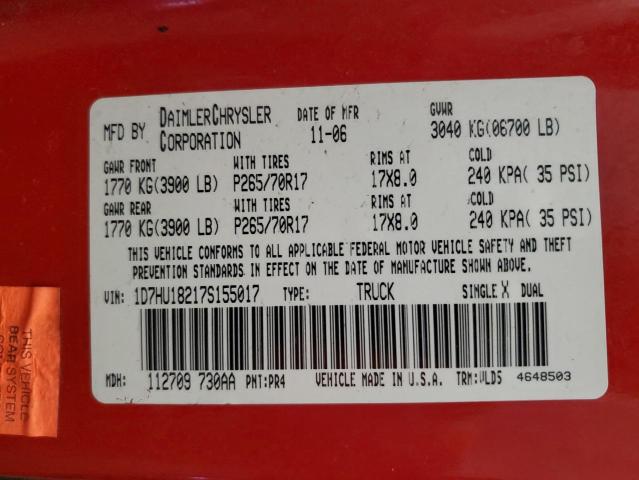 MFD BY DAIMLERCHRYSLER CORPORATION DATE OF MFR 11-06 GVWR 3040 KG(06700 LB)
GAWR FRONT WITH TIRES RIMS AT COLD
1770 KG(3900 LB) P265/70R17 17X8.0 240 KPA( 35 PSI)
GAWR REAR WITH TIRES RIMS AT COLD
1770 KG(3900 LB) P265/70R17 17X8.0 240 KPA( 35 PSI)
THIS VEHICLE CONFORMS TO ALL APPLICABLE FEDERAL MOTOR VEHICLE SAFETY AND THEFT
PREVENTION STANDARDS IN EFFECT ON THE DATE OF MANUFACTURE SHOWN ABOVE.
VIN: 1D7HU18217S155017 TYPE: TRUCK SINGLE X DUAL
MDH: 112709 730AA PNT:PR4 VEHICLE MADE IN U.S.A. TRM:VLD5 4648503
THIS VEHICLE
BEAR
SYSTEM